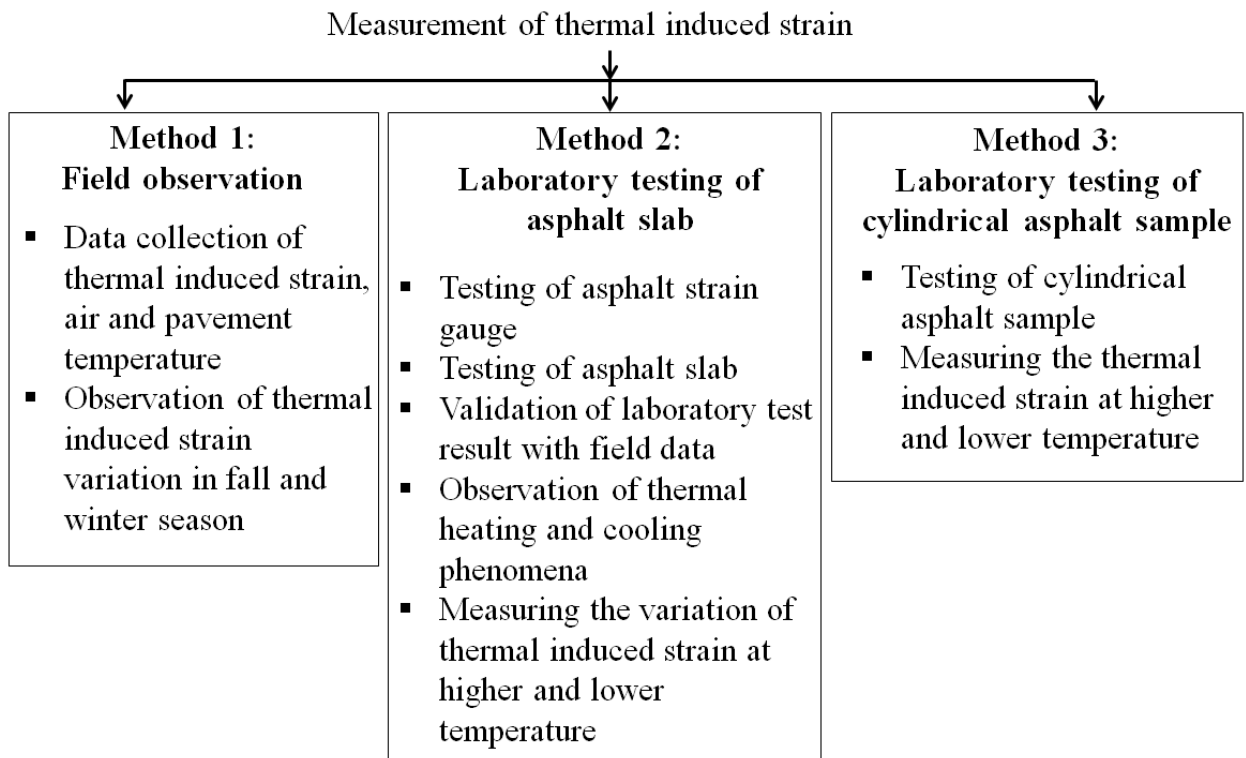 Measurement of thermal induced strain
Method 1:
Field observation
▪ Data collection of
thermal induced strain,
air and pavement
temperature
▪ Observation of thermal
induced strain
variation in fall and
winter season
Method 2:
Laboratory testing of
asphalt slab
▪ Testing of asphalt strain
gauge
▪ Testing of asphalt slab
▪ Validation of laboratory test
result with field data
▪ Observation of thermal
heating and cooling
phenomena
▪ Measuring the variation of
thermal induced strain at
higher and lower
temperature
Method 3:
Laboratory testing of
cylindrical asphalt sample
▪ Testing of cylindrical
asphalt sample
▪ Measuring the thermal
induced strain at higher
and lower temperature